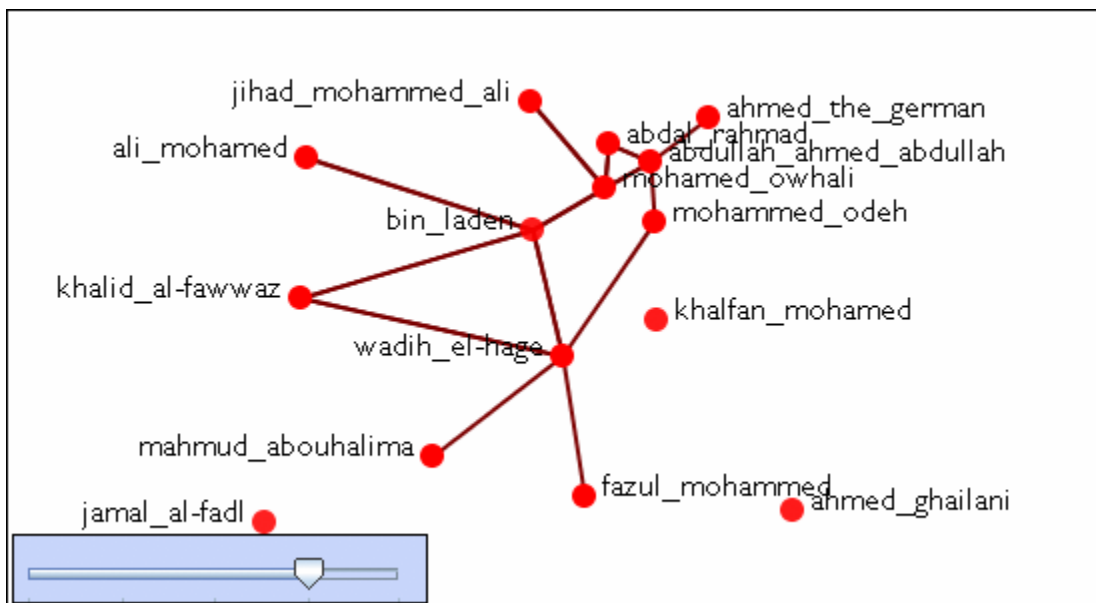 jihad_mohammed_ali
ahmed_the_german
abdal_rahmad
ali_mohamed
abdullah_ahmed_abdullah
mohamed_owhali
bin_laden
mohammed_odeh
khalid_al-fawwaz
khalfan_mohamed
wadih_el-hage
mahmud_abouhalima
fazul_mohammed
ahmed_ghailani
jamal_al-fadl